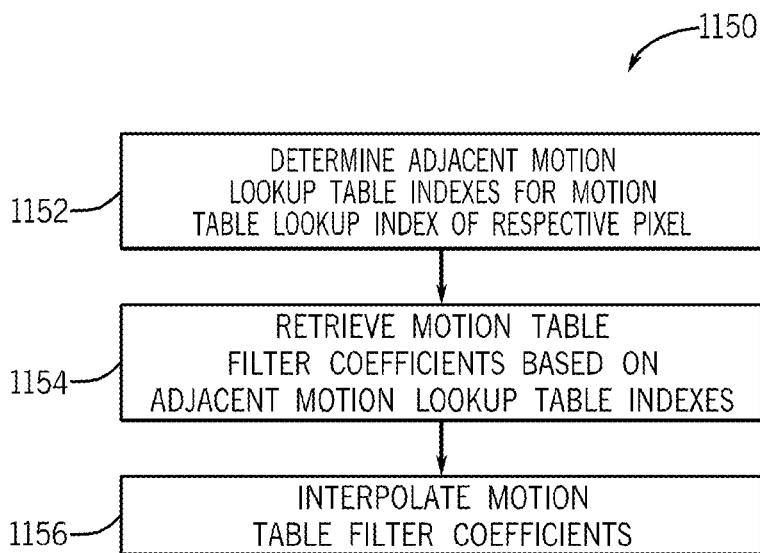 1150
1152
DETERMINE ADJACENT MOTION
LOOKUP TABLE INDEXES FOR MOTION
TABLE LOOKUP INDEX OF RESPECTIVE PIXEL
1154
RETRIEVE MOTION TABLE
FILTER COEFFICIENTS BASED ON
ADJACENT MOTION LOOKUP TABLE INDEXES
1156
INTERPOLATE MOTION
TABLE FILTER COEFFICIENTS